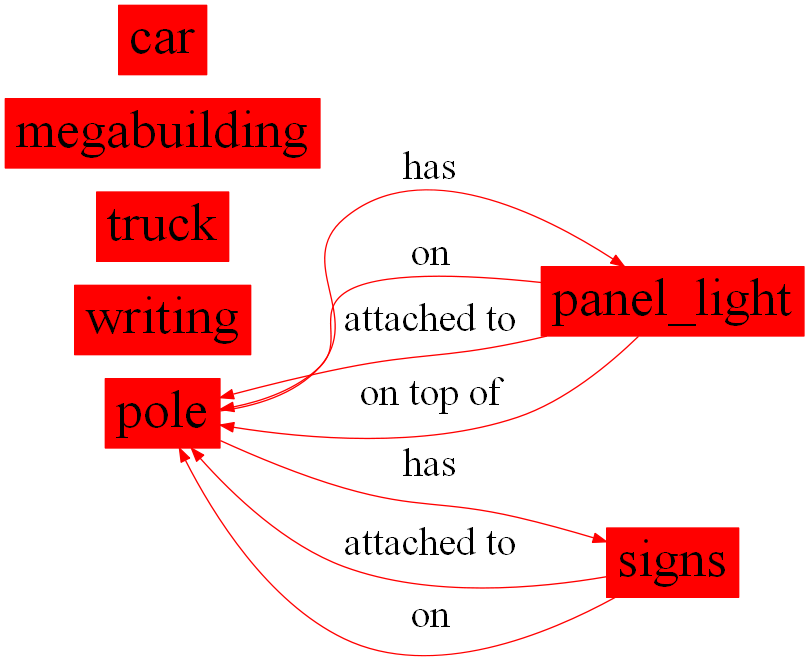 car
megabuilding
truck
writing
pole
has
on
attached to
on top of
has
attached to
on
panel_light
signs